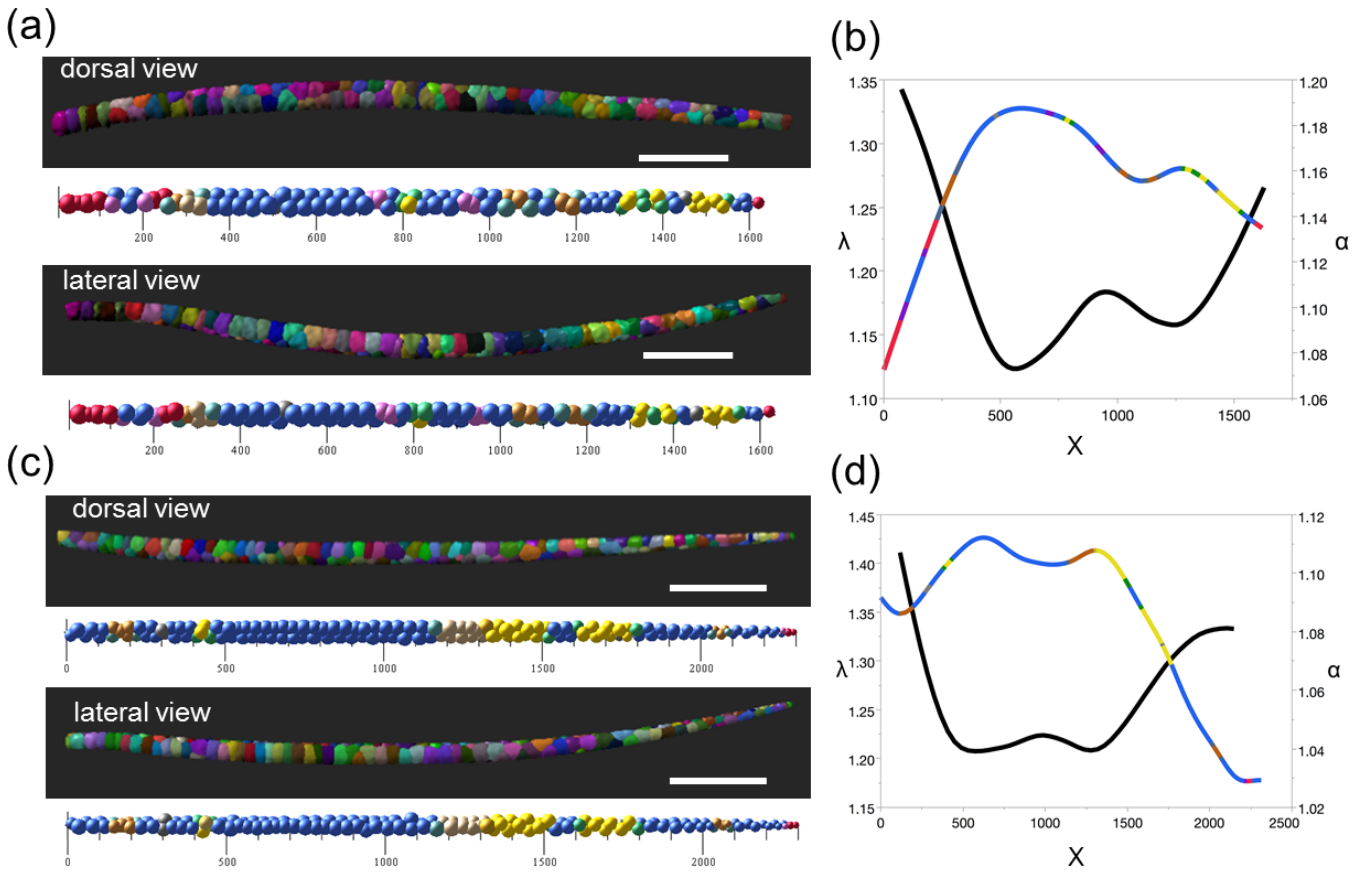 (a)
dorsal view
200 400 600 800 1000 1200 1400 1600
lateral view
200 400 600 800 1000 1200 1400 1600
(b)
1.35 1.20
1.30 1.18
1.16
1.25 1.14
λ α
1.20 1.12
1.10
1.15 1.08
1.10 1.06
0 500 1000 1500
X
(c)
dorsal view
0 500 1000 1500 2000
lateral view
0 500 1000 1500 2000
(d)
1.45 1.12
1.40 1.10
1.35
1.08
1.30
λ α
1.06
1.25
1.04
1.20
1.15 1.02
0 500 1000 1500 2000 2500
X